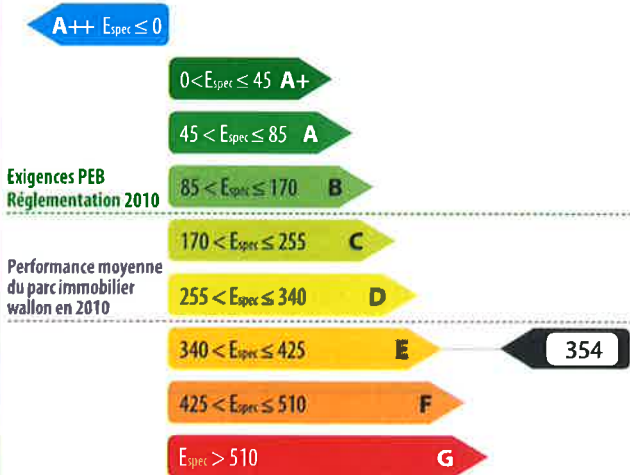 A++ Espec ≤ 0
0 < Espec ≤ 45 A+
45 < Espec ≤ 85 A
Exigences PEB
Réglementation 2010
85 < Espec ≤ 170 B
170 < Espec ≤ 255 C
Performance moyenne
du parc immobilier
wallon en 2010
255 < Espec ≤ 340 D
340 < Espec ≤ 425 E
354
425 < Espec ≤ 510 F
Espec > 510 G